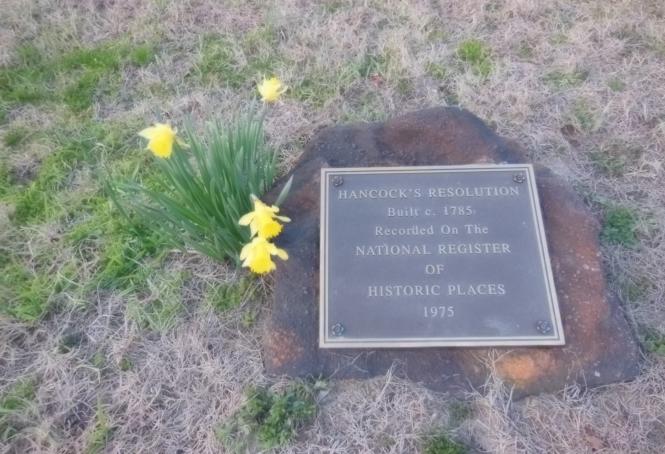 HANCOCK'S RESOLUTION
Built c. 1785
Recorded On The
NATIONAL REGISTER
OF
HISTORIC PLACES
1975